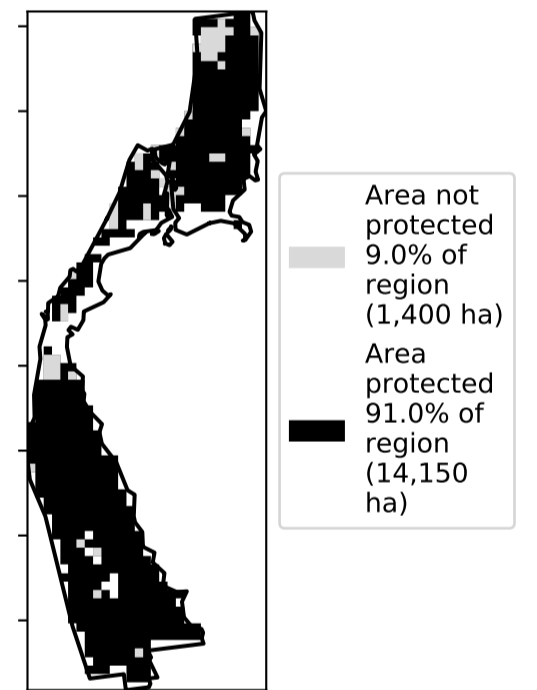 Area not
protected
9.0% of
region
(1,400 ha)
Area
protected
91.0% of
region
(14,150
ha)